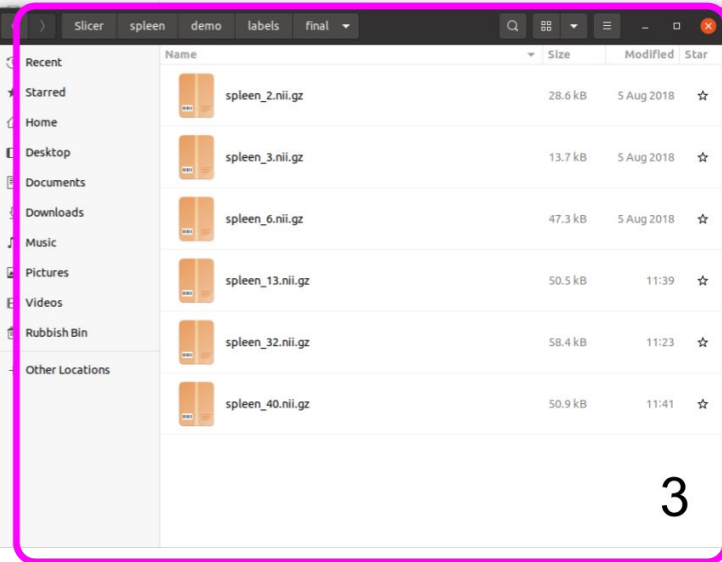 Slicer spleen demo labels final
Name Size Modified Star
Recent
Starred
Home
Desktop
Documents
Downloads
Music
Pictures
Videos
Rubbish Bin
Other Locations
spleen_2.nii.gz 28.6 kB 5 Aug 2018
spleen_3.nii.gz 13.7 kB 5 Aug 2018
spleen_6.nii.gz 47.3 kB 5 Aug 2018
spleen_13.nii.gz 50.5 kB 11:39
spleen_32.nii.gz 58.4 kB 11:23
spleen_40.nii.gz 50.9 kB 11:41
3